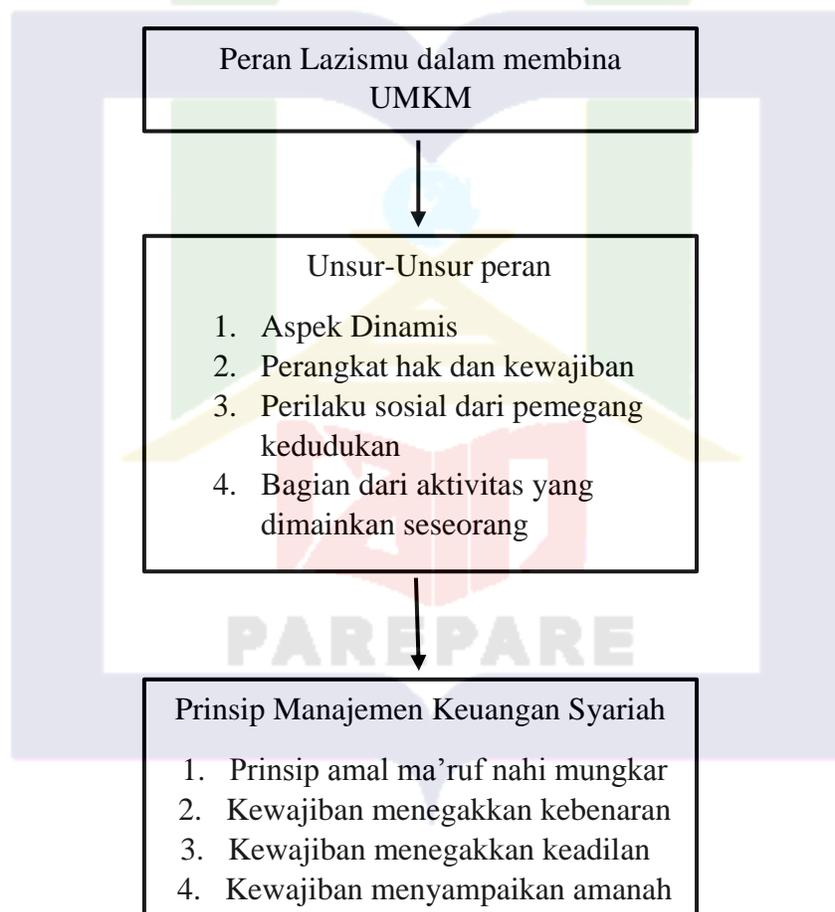 Peran Lazismu dalam membina
UMKM
Unsur-Unsur peran
1. Aspek Dinamis
2. Perangkat hak dan kewajiban
3. Perilaku sosial dari pemegang
kedudukan
4. Bagian dari aktivitas yang
dimainkan seseorang
PAREPARE
Prinsip Manajemen Keuangan Syariah
1. Prinsip amal ma’ruf nahi mungkar
2. Kewajiban menegakkan kebenaran
3. Kewajiban menegakkan keadilan
4. Kewajiban menyampaikan amanah